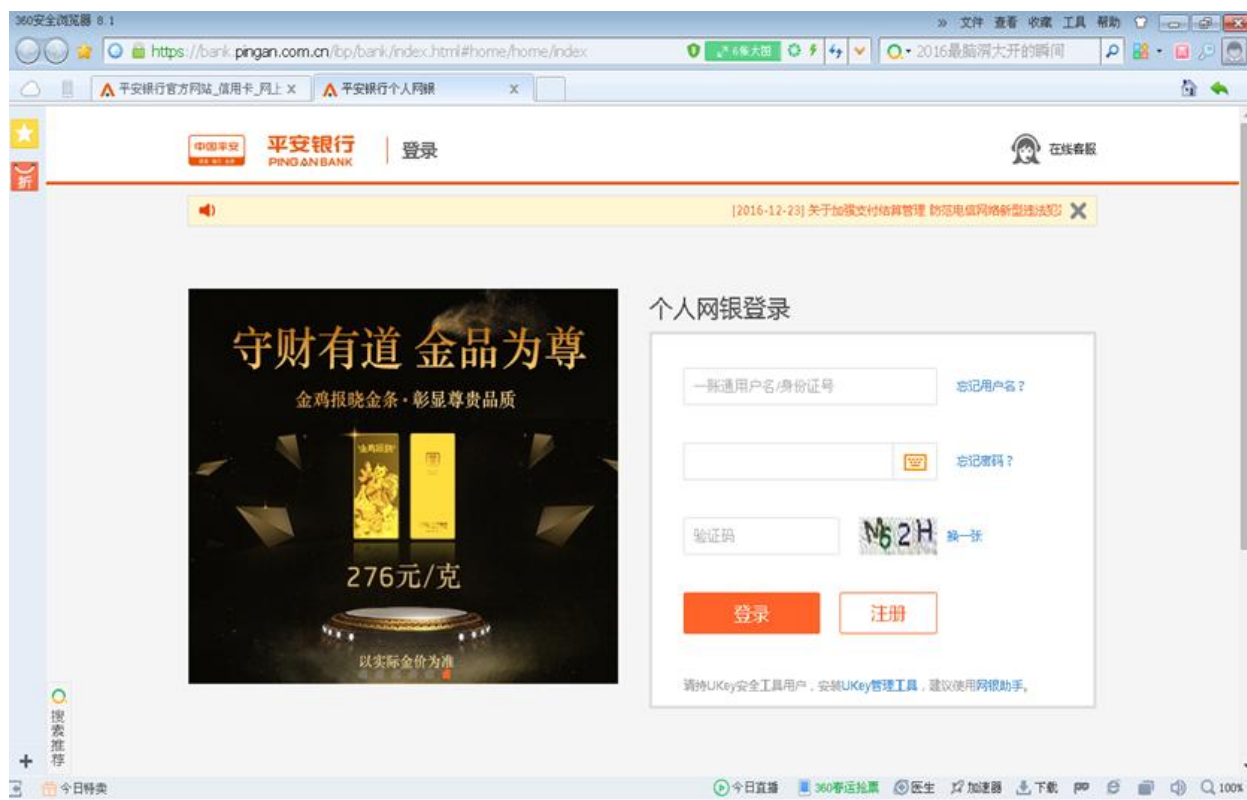 360安全浏览器 8.1
» 文件 查看 收藏 工具 帮助
https://bank.pingan.com.cn/bp/bank/index.html#home/home/index
2016最脑洞大开的瞬间
平安银行官方网站_信用卡_网上 x
平安银行个人网银 x
折
中国平安
平安银行
PING AN BANK
登录
在线客服
[2016-12-23] 关于加强支付结算管理 防范电信网络新型违法犯
守财有道 金品为尊
金鸡报晓金条·彰显尊贵品质
276元/克
以实际金价为准
个人网银登录
一账通用户名/身份证号
忘记用户名？
忘记密码？
验证码
N62H
换一张
登录
注册
请持UKey安全工具用户，安装UKey管理工具，建议使用网银助手。
搜索推荐
今日特卖
今日直播
360春运抢票
医生
加速器
下载
100%